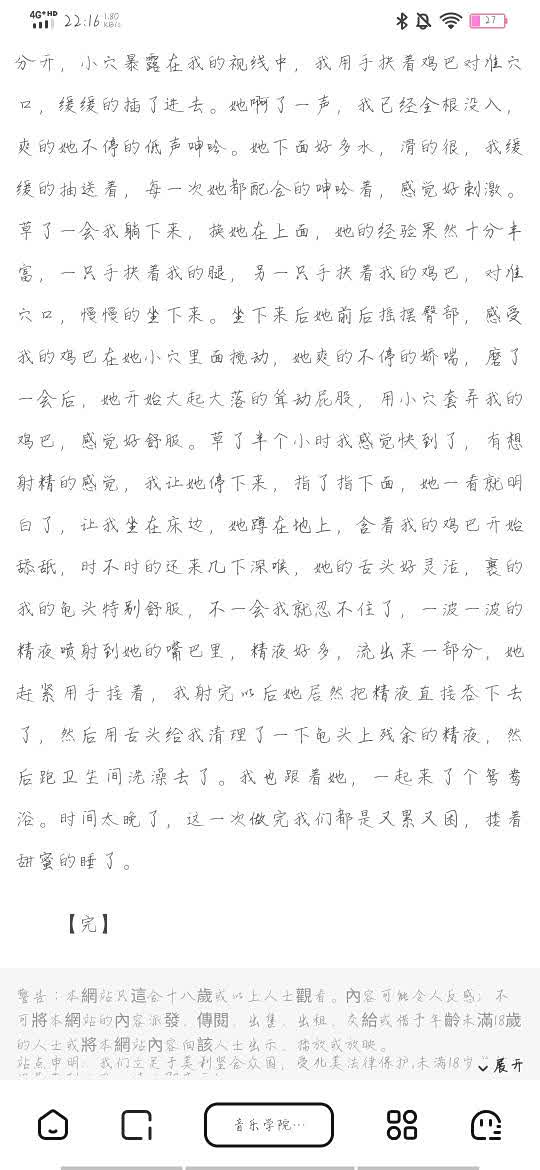 4G+HD 22:16 1.80 KB/s 27
分开，小穴暴露在我的视线中，我用手扶着鸡巴对准穴
口，缓缓的插了进去。她啊了一声，我已经全根没入，
爽的她不停的低声呻吟。她下面好多水，滑的很，我缓
缓的抽送着，每一次她都配合的呻吟着，感觉好刺激。
草了一会我躺下来，换她在上面，她的经验果然十分丰
富，一只手扶着我的腿，另一只手扶着我的鸡巴，对准
穴口，慢慢的坐下来。坐下来后她前后摇摆臀部，感受
我的鸡巴在她小穴里面搅动，她爽的不停的娇喘，磨了
一会后，她开始大起大落的耸动屁股，用小穴套弄我的
鸡巴，感觉好舒服。草了半个小时我感觉快到了，有想
射精的感觉，我让她停下来，指了指下面，她一看就明
白了，让我坐在床边，她蹲在地上，含着我的鸡巴开始
舔舐，时不时的还来几下深喉，她的舌头好灵活，裹的
我的龟头特别舒服，不一会我就忍不住了，一波一波的
精液喷射到她的嘴巴里，精液好多，流出来一部分，她
赶紧用手接着，我射完以后她居然把精液直接吞下去
了，然后用舌头给我清理了一下龟头上残余的精液，然
后跑卫生间洗澡去了。我也跟着她，一起来了个鸳鸯
浴。时间太晚了，这一次做完我们都是又累又困，搂着
甜蜜的睡了。
【完】
警告：本網站只這合十八歲或以上人士觀看。內容可能令人反感；不
可將本網站的內容派發、傳閱、出售、出租、交給或借予年齡未滿18歲
的人士或將本網站內容向該人士出示、播放或放映。
站点申明：我们立足于美利坚合众国，受北美法律保护,未满18岁
展开
音乐学院…